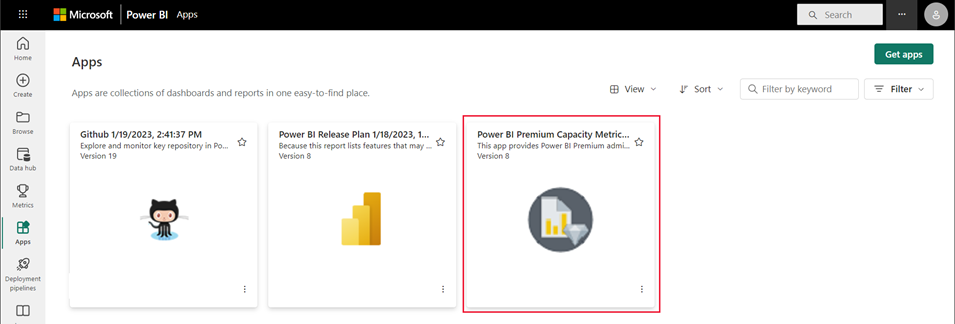 Microsoft Power BI Apps
Search
...
Home
Create
Browse
Data hub
Metrics
Apps
Deployment
pipelines
Apps
Get apps
Apps are collections of dashboards and reports in one easy-to-find place.
View
Sort
Filter by keyword
Filter
Github 1/19/2023, 2:41:37 PM
Explore and monitor key repository in Po...
Version 19
Power BI Release Plan 1/18/2023, 1...
Because this report lists features that may ...
Version 8
Power BI Premium Capacity Metric...
This app provides Power BI Premium admi...
Version 8